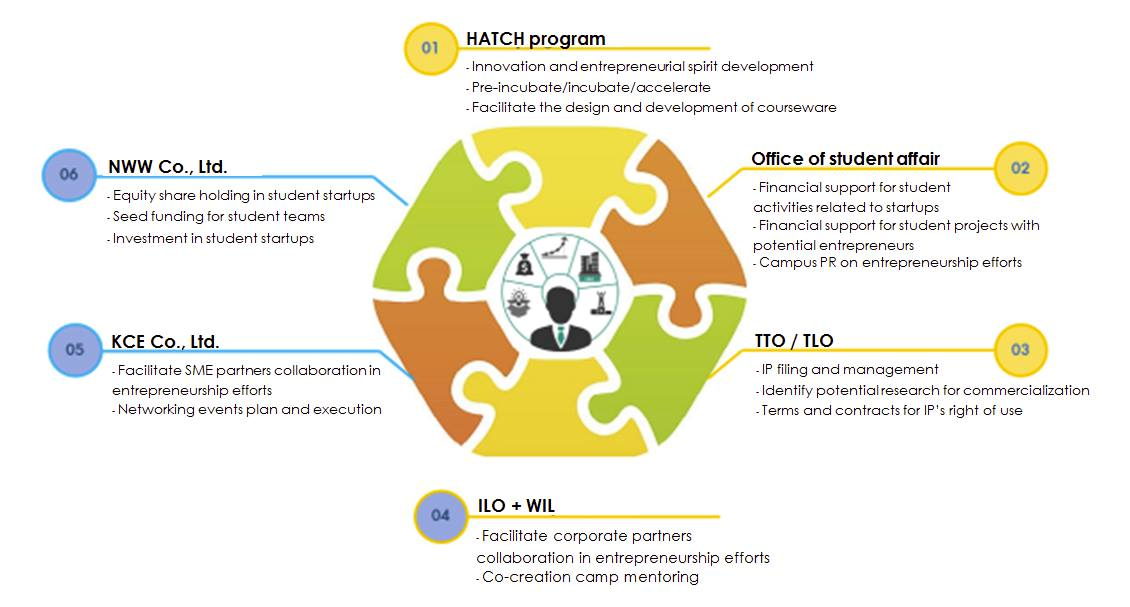 01
HATCH program
- Innovation and entrepreneurial spirit development
- Pre-incubate/incubate/accelerate
- Facilitate the design and development of courseware
02
Office of student affair
- Financial support for student
activities related to startups
- Financial support for student projects with
potential entrepreneurs
- Campus PR on entrepreneurship efforts
03
TTO / TLO
- IP filing and management
- Identify potential research for commercialization
- Terms and contracts for IP's right of use
04
ILO + WIL
- Facilitate corporate partners
collaboration in entrepreneurship efforts
- Co-creation camp mentoring
05
KCE Co., Ltd.
- Facilitate SME partners collaboration in
entrepreneurship efforts
- Networking events plan and execution
06
NWW Co., Ltd.
- Equity share holding in student startups
- Seed funding for student teams
- Investment in student startups